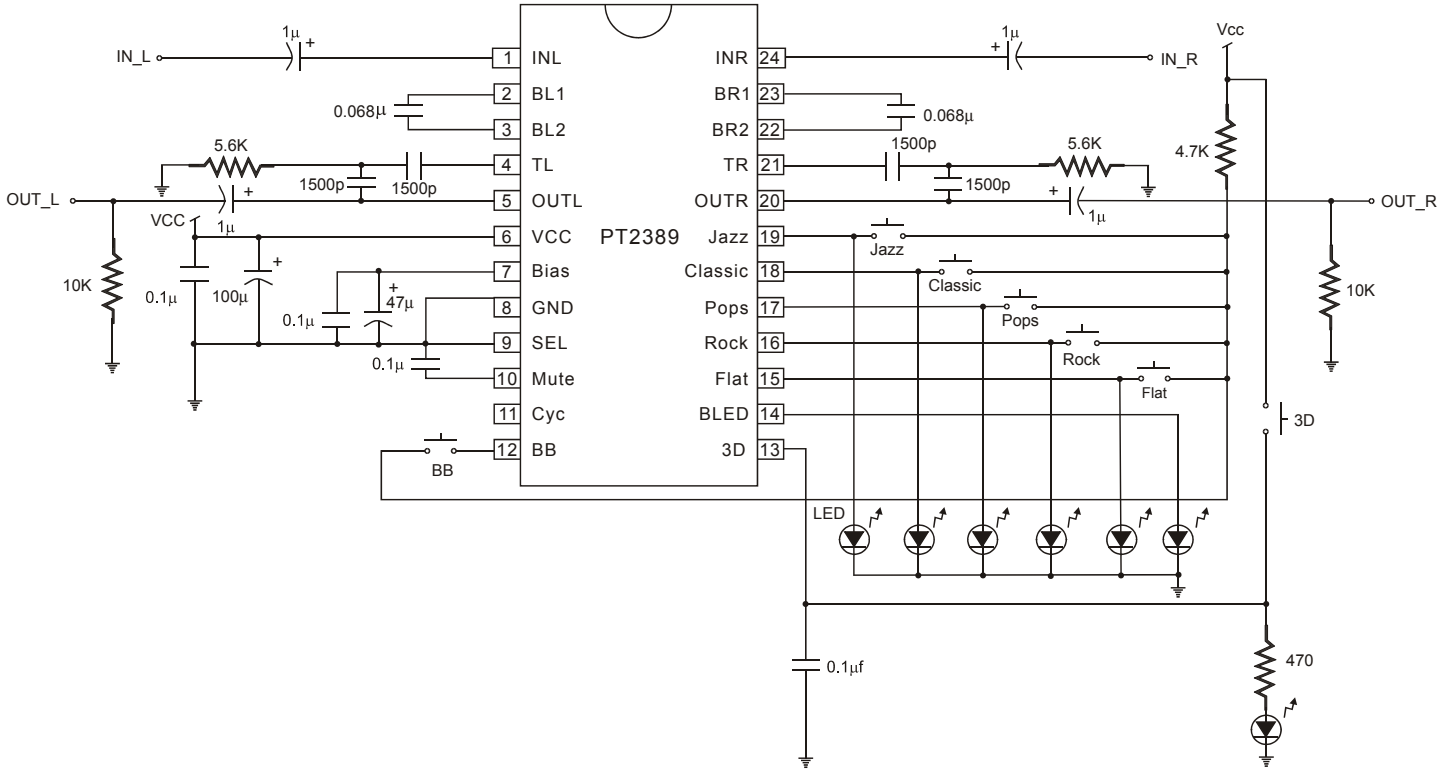 1μ
IN_L
1 INL
INR 24
1μ
IN_R
Vcc
2 BL1
BR1 23
0.068μ
0.068μ
3 BL2
BR2 22
4.7K
5.6K
4 TL
TR 21
1500p
5.6K
1500p
1500p
1500p
OUT_L
5 OUTL
OUTR 20
OUT_R
VCC
1μ
1μ
6 VCC
PT2389
Jazz 19
Jazz
7 Bias
Classic 18
Classic
10K
0.1μ
100μ
47μ
10K
8 GND
Pops 17
Pops
0.1μ
9 SEL
Rock 16
Rock
0.1μ
10 Mute
Flat 15
Flat
11 Cyc
BLED 14
3D
12 BB
3D 13
BB
LED
0.1μf
470